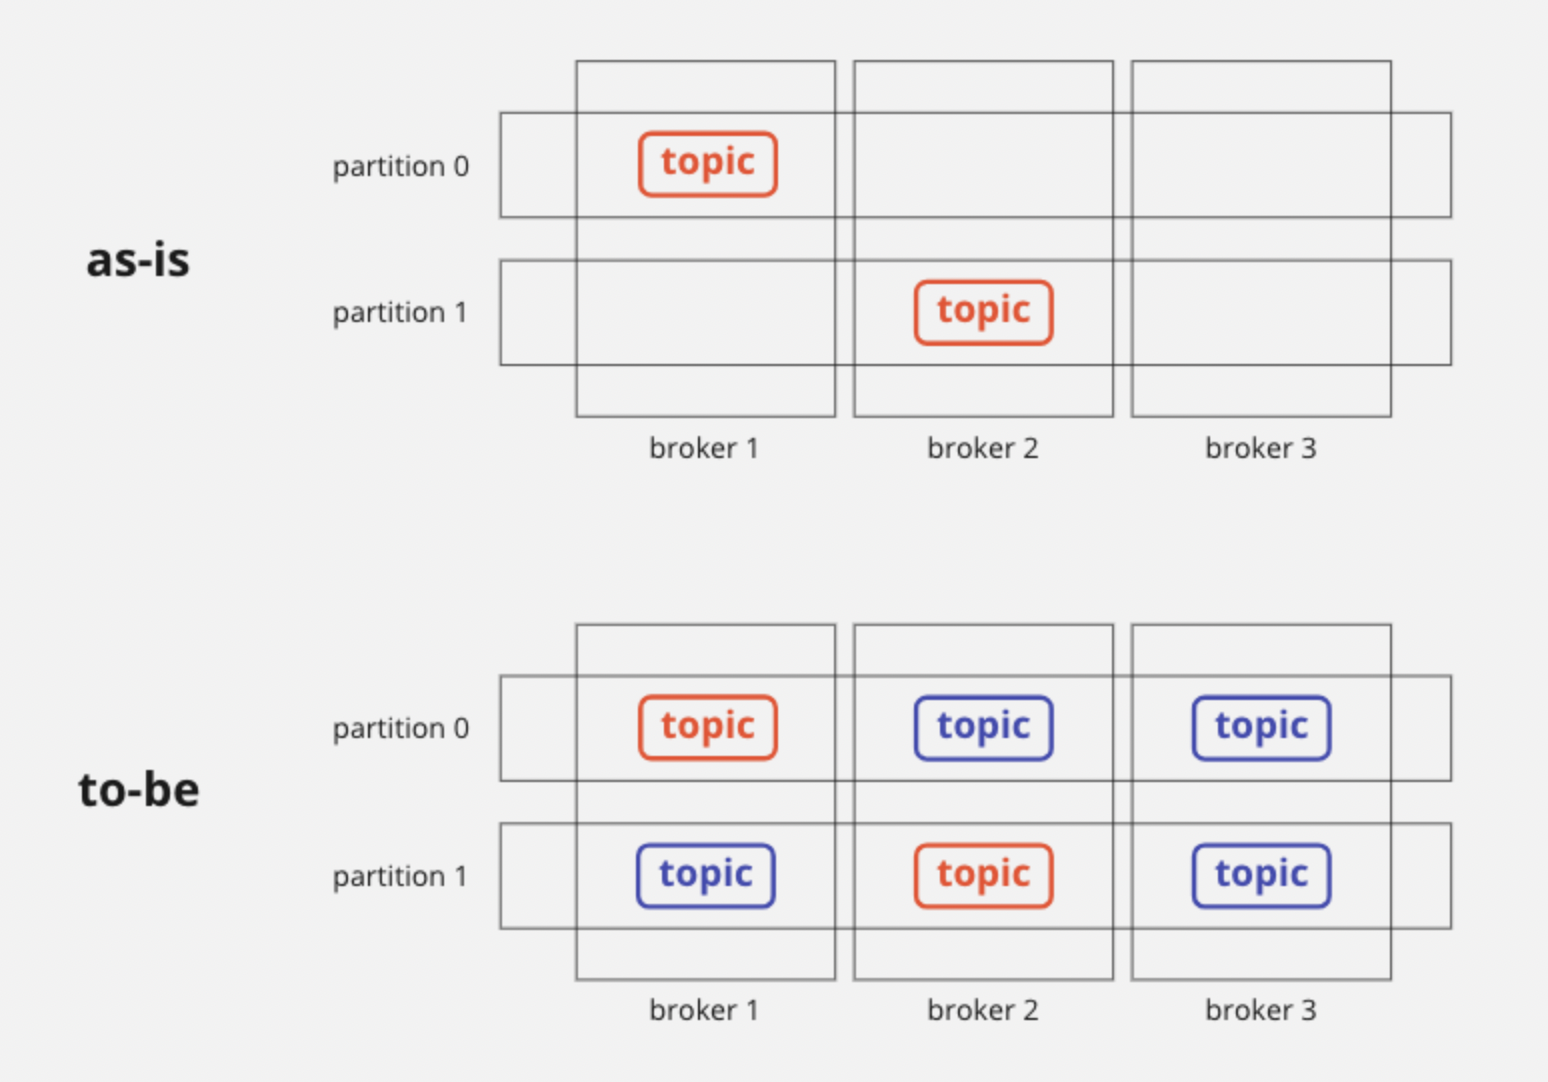 partition 0
topic
as-is
partition 1
topic
broker 1
broker 2
broker 3
partition 0
topic
topic
topic
to-be
partition 1
topic
topic
topic
broker 1
broker 2
broker 3